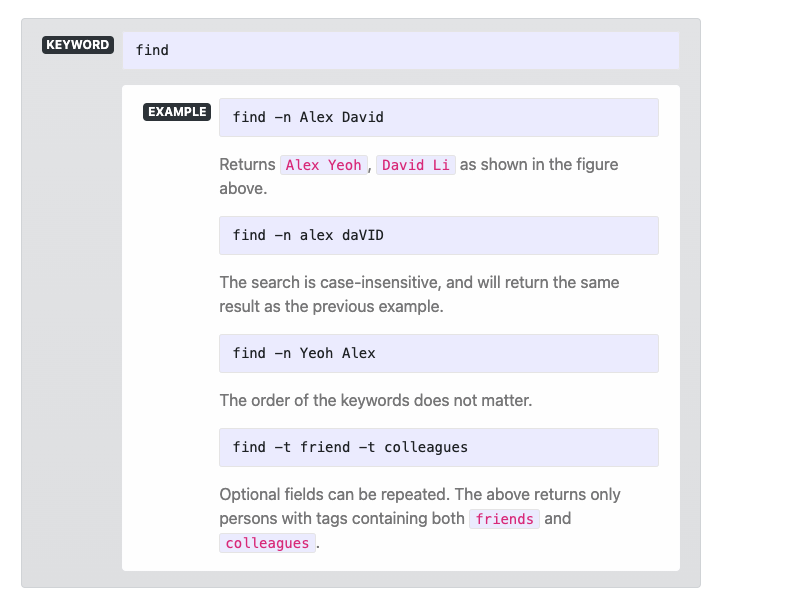 KEYWORD find
EXAMPLE find -n Alex David
Returns Alex Yeoh, David Li as shown in the figure
above.
find -n alex daVID
The search is case-insensitive, and will return the same
result as the previous example.
find -n Yeoh Alex
The order of the keywords does not matter.
find -t friend -t colleagues
Optional fields can be repeated. The above returns only
persons with tags containing both friends and
colleagues.